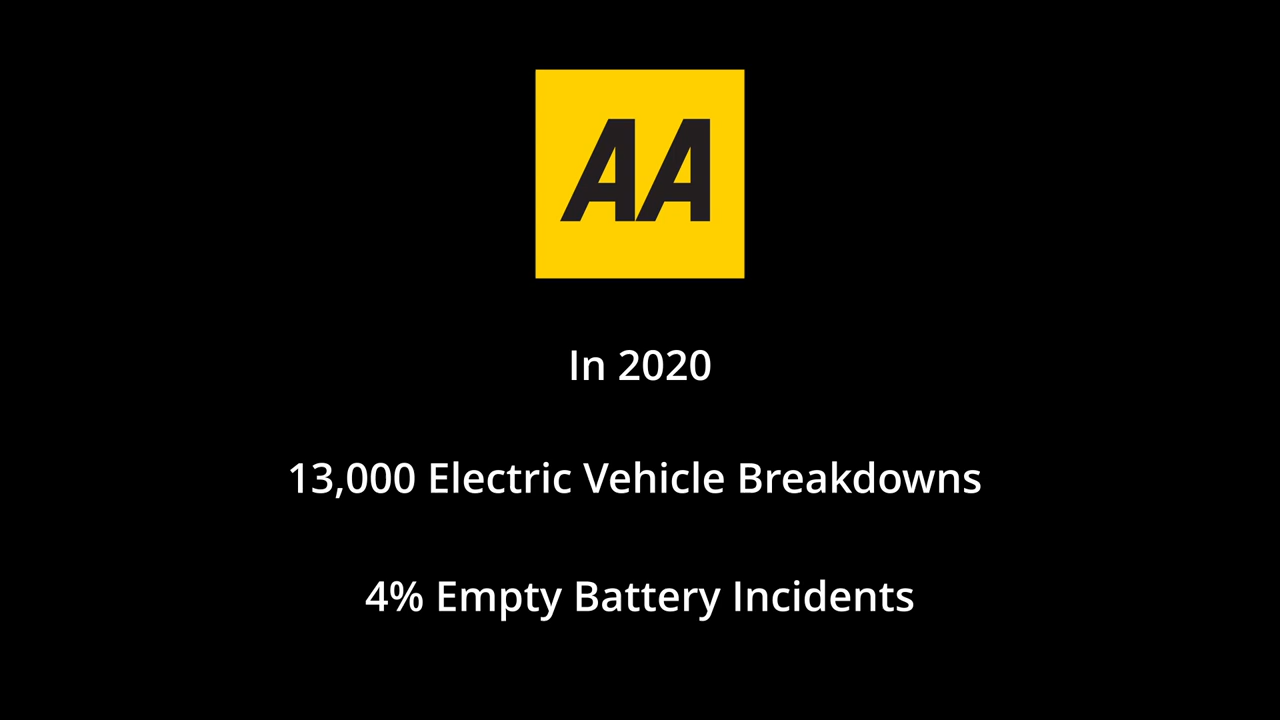 AA
In 2020
13,000 Electric Vehicle Breakdowns
4% Empty Battery Incidents